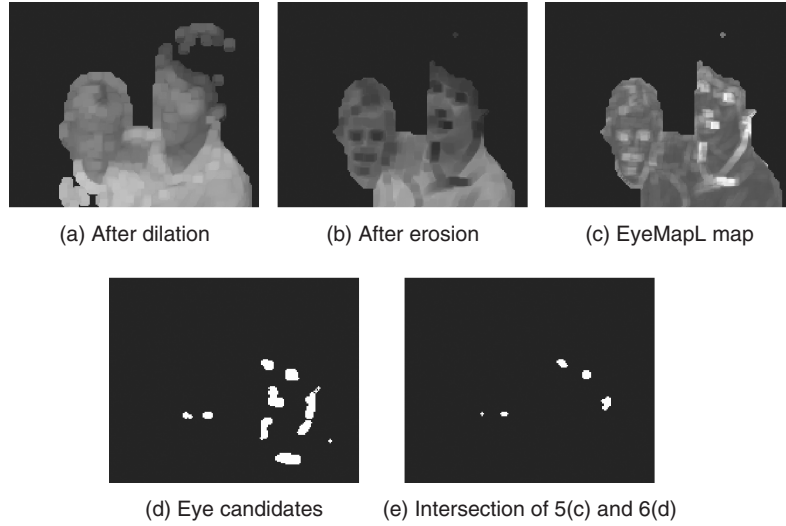 (a) After dilation
(b) After erosion
(c) EyeMapL map
(d) Eye candidates
(e) Intersection of 5(c) and 6(d)